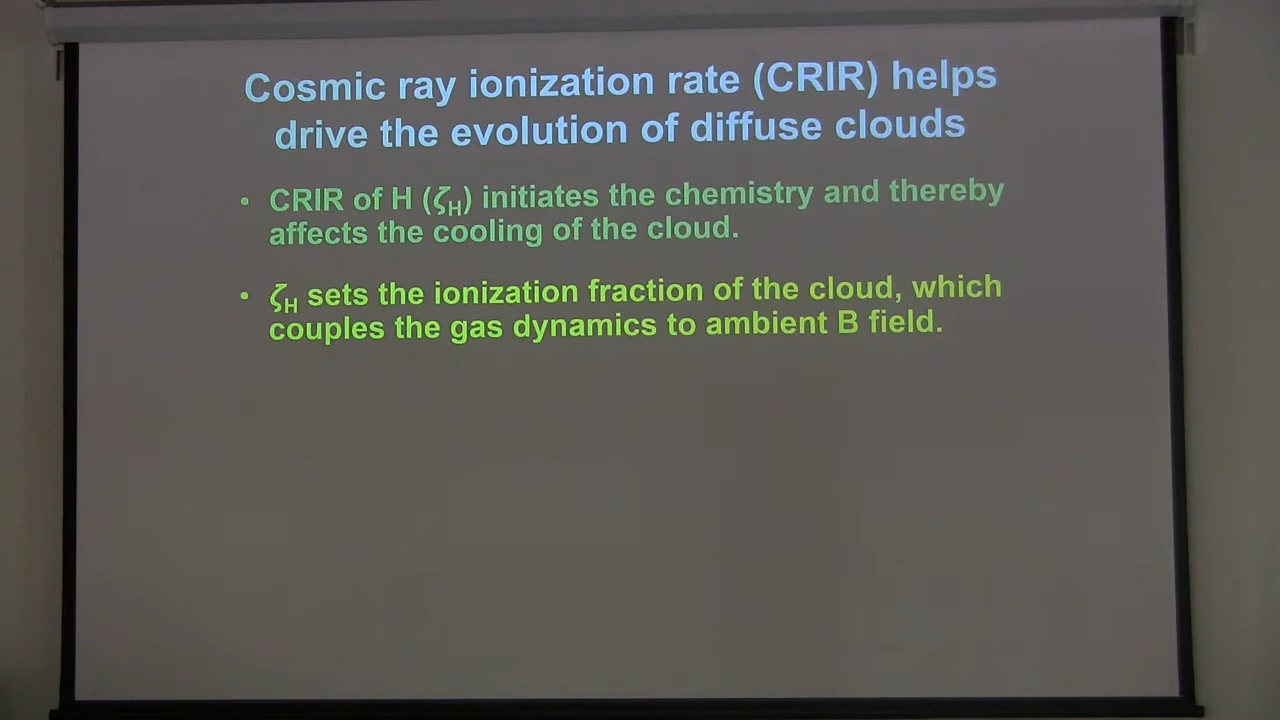 Cosmic ray ionization rate (CRIR) helps
drive the evolution of diffuse clouds
• CRIR of H (ζH) initiates the chemistry and thereby
affects the cooling of the cloud.
• ζH sets the ionization fraction of the cloud, which
couples the gas dynamics to ambient B field.